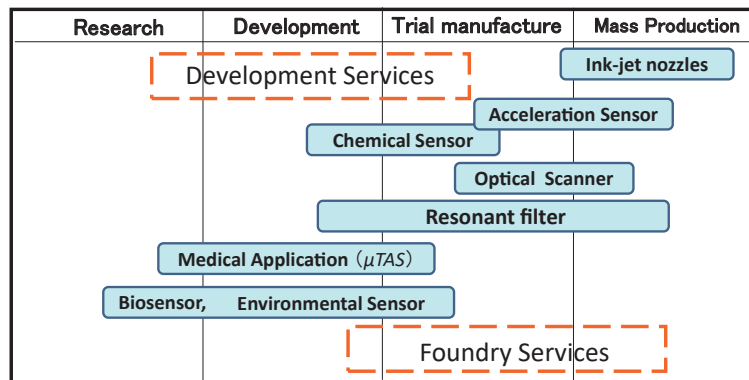 Research Development Trial manufacture Mass Production
Ink-jet nozzles
Development Services
Acceleration Sensor
Chemical Sensor
Optical Scanner
Resonant filter
Medical Application（μTAS）
Biosensor, Environmental Sensor
Foundry Services